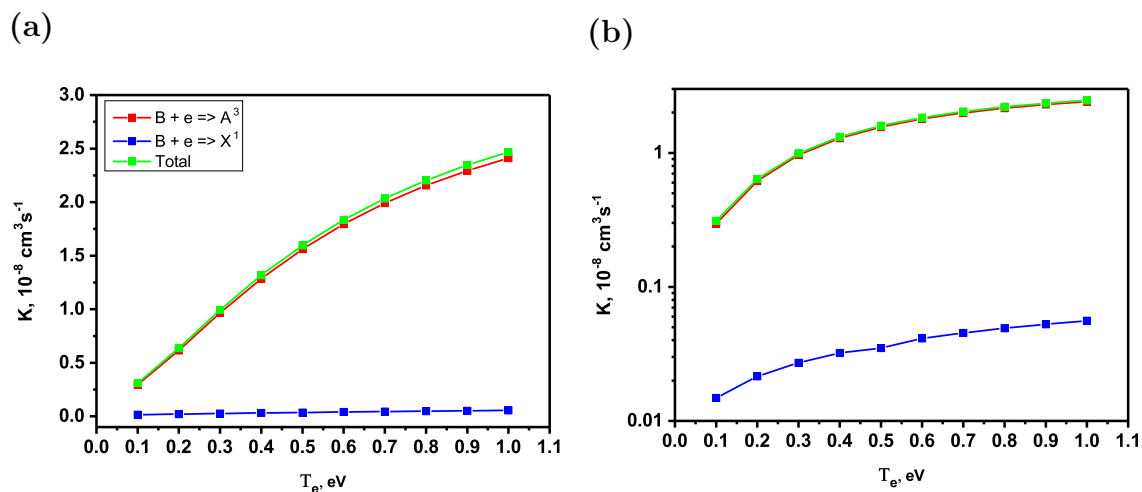 (a)
3.0
2.5
2.0
1.5
1.0
0.5
0.0
K, 10⁻⁸ cm³s⁻¹
B + e => A³
B + e => X¹
Total
0.0 0.1 0.2 0.3 0.4 0.5 0.6 0.7 0.8 0.9 1.0 1.1
Tₑ, eV
(b)
1
0.1
0.01
K, 10⁻⁸ cm³s⁻¹
0.0 0.1 0.2 0.3 0.4 0.5 0.6 0.7 0.8 0.9 1.0 1.1
Tₑ, eV